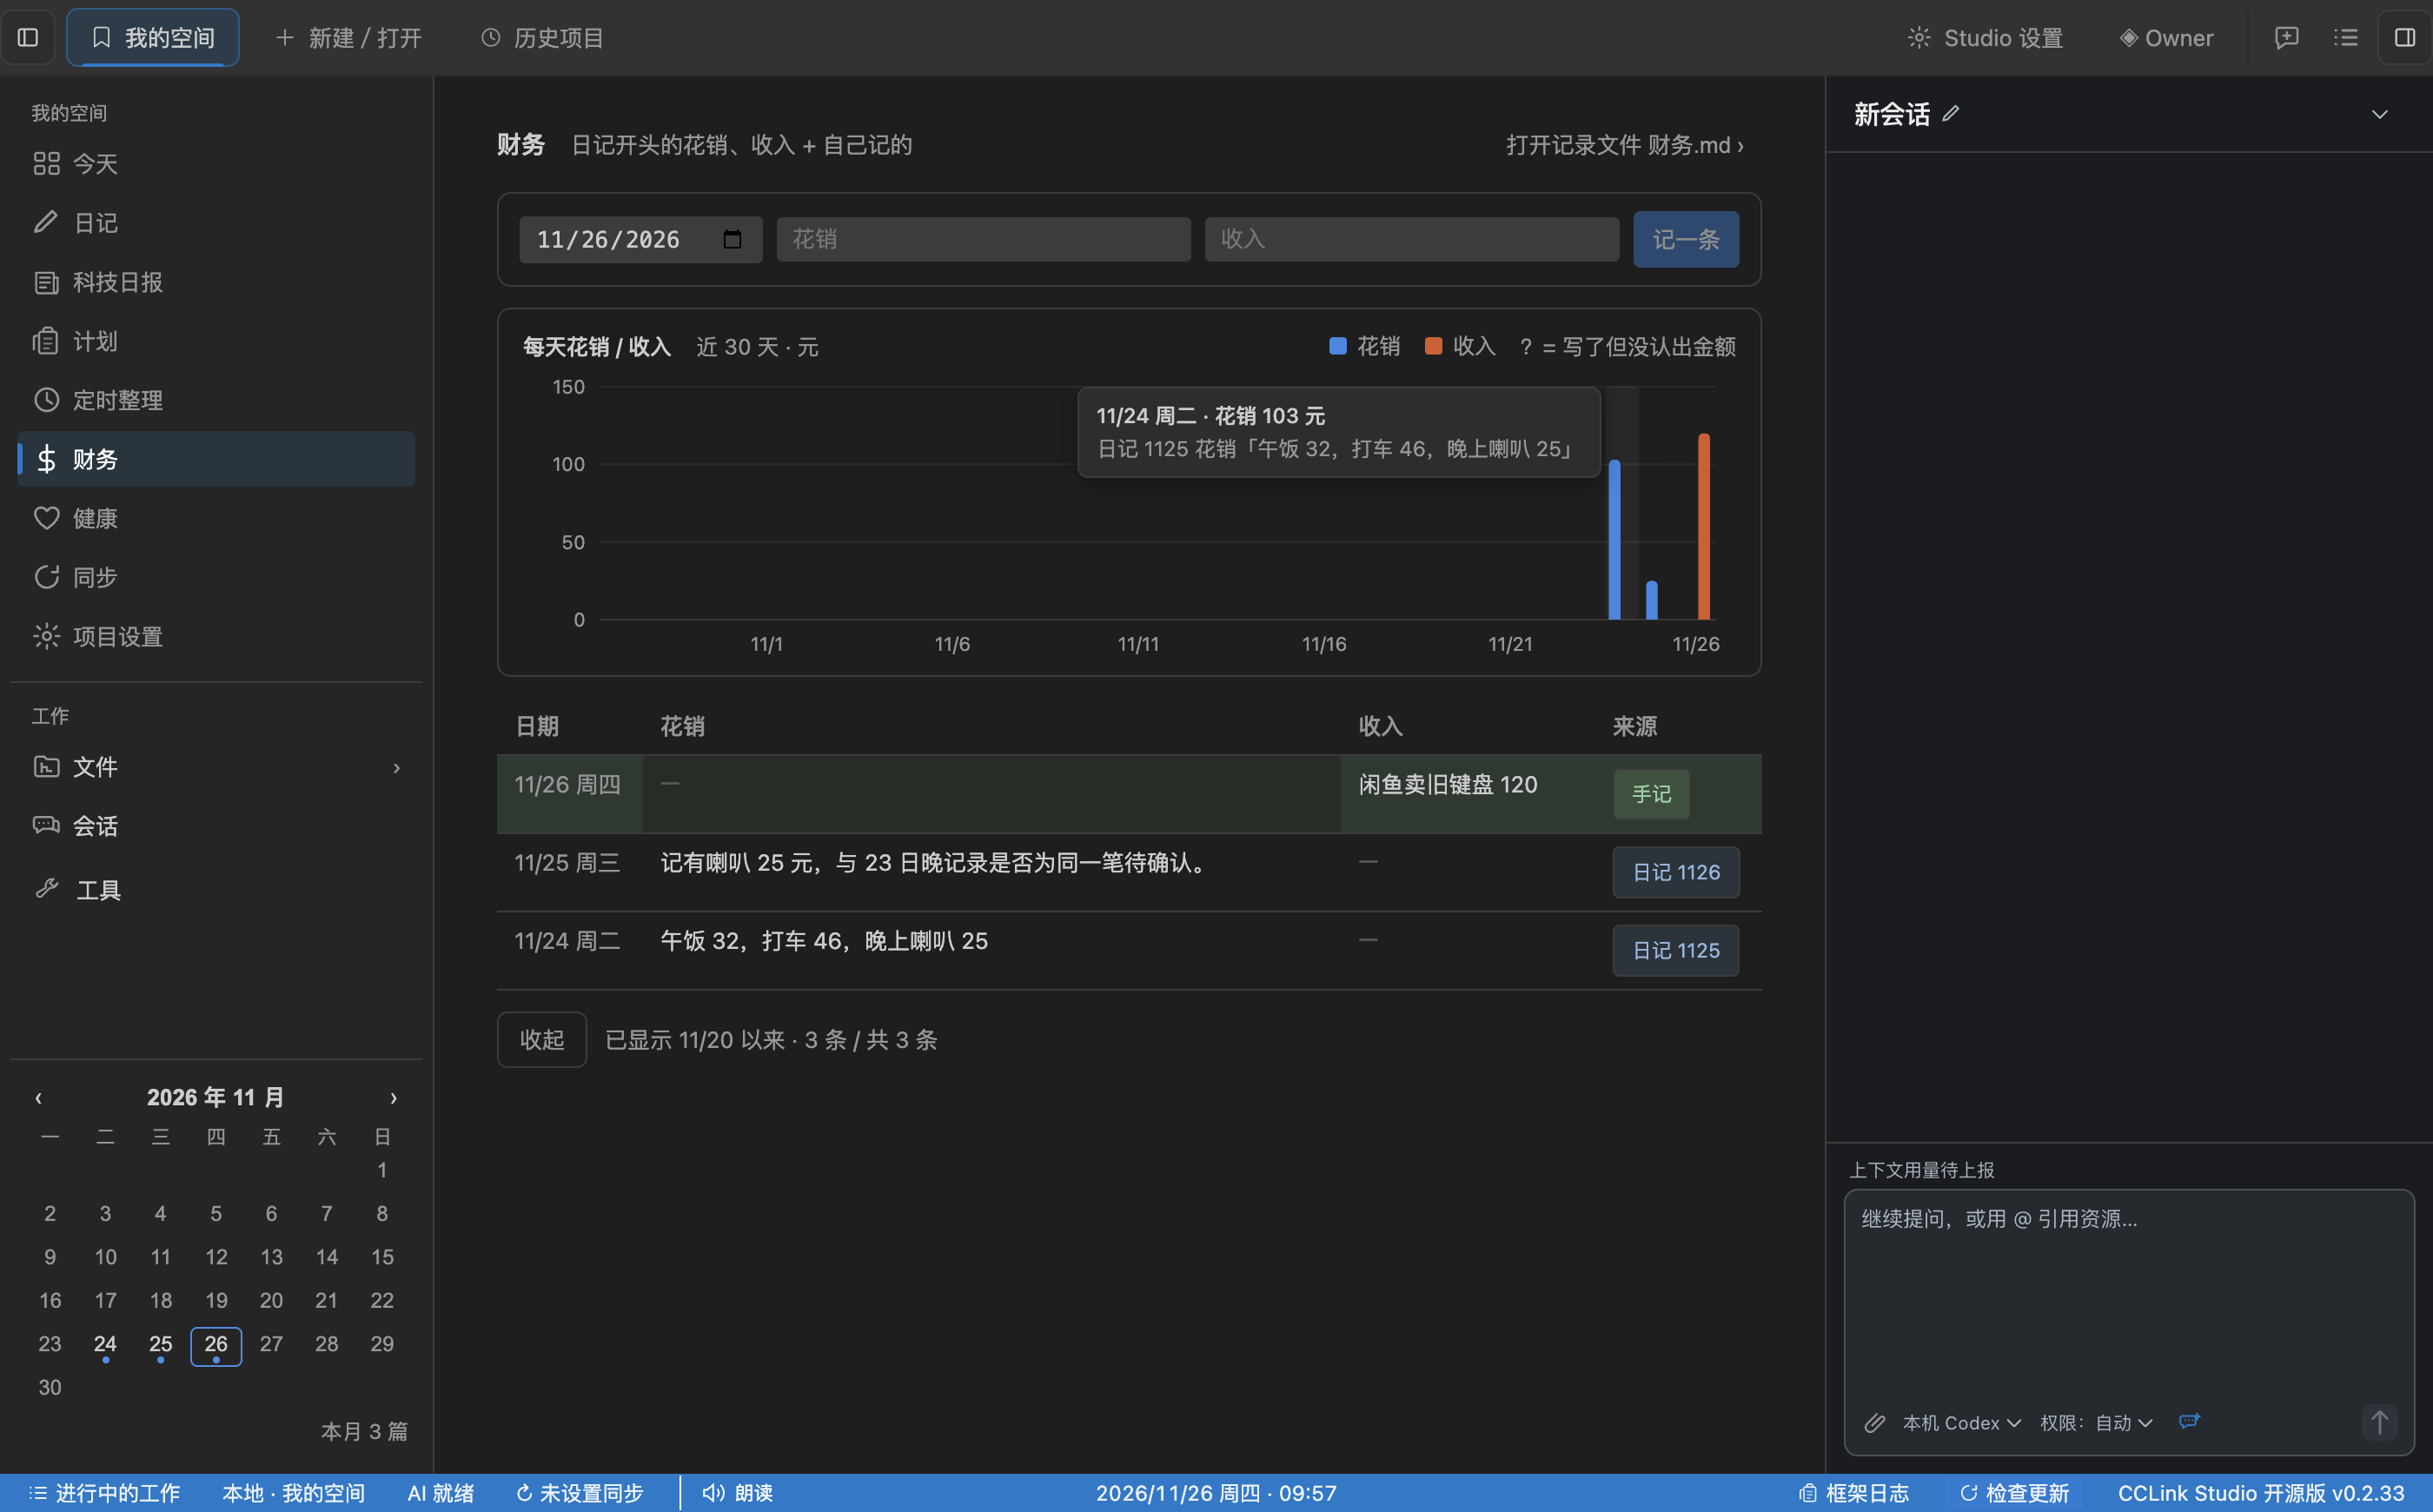 我的空间
新建 / 打开
历史项目
Studio 设置
Owner
我的空间
今天
日记
科技日报
计划
定时整理
财务
健康
同步
项目设置
工作
文件
会话
工具
2026 年 11 月
一 二 三 四 五 六 日
1
2 3 4 5 6 7 8
9 10 11 12 13 14 15
16 17 18 19 20 21 22
23 24 25 26 27 28 29
30
本月 3 篇
财务 日记开头的花销、收入 + 自己记的
打开记录文件 财务.md ›
11/26/2026 花销 收入 记一条
每天花销 / 收入 近 30 天 · 元
花销 收入 ? = 写了但没认出金额
150
100
50
0
11/24 周二 · 花销 103 元
日记 1125 花销「午饭 32，打车 46，晚上喇叭 25」
11/1 11/6 11/11 11/16 11/21 11/26
日期 花销 收入 来源
11/26 周四 — 闲鱼卖旧键盘 120 手记
11/25 周三 记有喇叭 25 元，与 23 日晚记录是否为同一笔待确认。 — 日记 1126
11/24 周二 午饭 32，打车 46，晚上喇叭 25 — 日记 1125
收起 已显示 11/20 以来 · 3 条 / 共 3 条
新会话
上下文用量待上报
继续提问，或用 @ 引用资源...
本机 Codex 权限：自动
进行中的工作 本地 · 我的空间 AI 就绪 未设置同步 朗读 2026/11/26 周四 · 09:57 框架日志 检查更新 CCLink Studio 开源版 v0.2.33